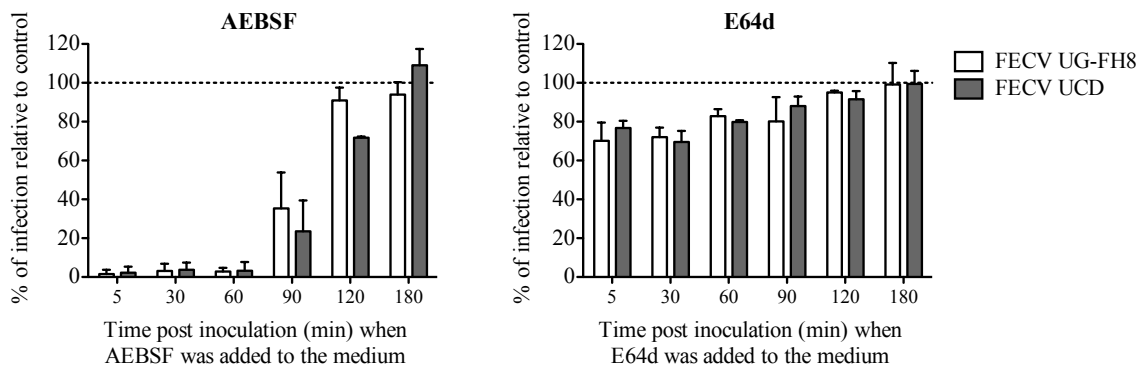 AEBSF
% of infection relative to control
120
100
80
60
40
20
0
5 30 60 90 120 180
Time post inoculation (min) when
AEBSF was added to the medium
E64d
% of infection relative to control
120
100
80
60
40
20
0
5 30 60 90 120 180
Time post inoculation (min) when
E64d was added to the medium
FECV UG-FH8
FECV UCD